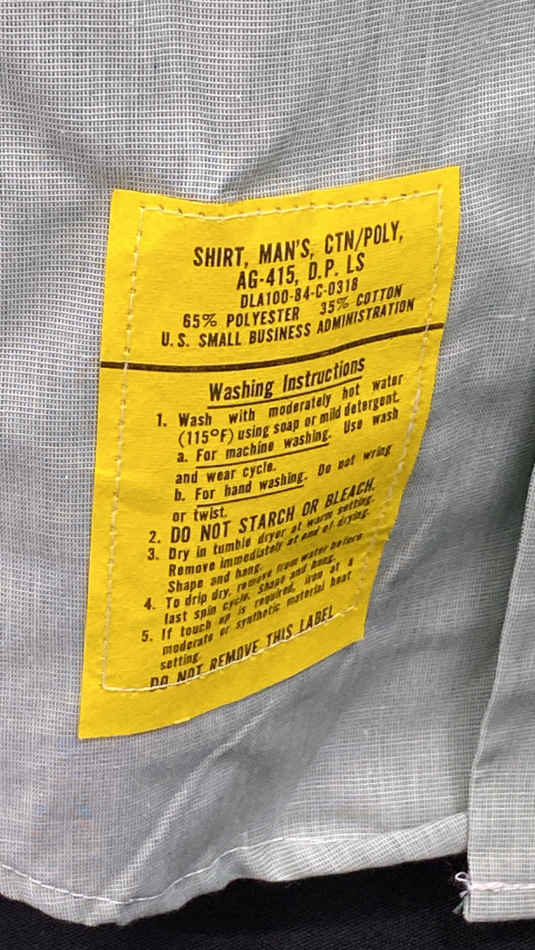 SHIRT, MAN'S, CTN/POLY,
AG-415, D.P. LS
DLA100-84-C-0318
65% POLYESTER 35% COTTON
U.S. SMALL BUSINESS ADMINISTRATION
Washing Instructions
1. Wash with moderately hot water
(115°F) using soap or mild detergent.
a. For machine washing. Use wash
and wear cycle.
b. For hand washing. Do not wring
or twist.
2. DO NOT STARCH OR BLEACH.
3. Dry in tumble dryer at warm setting.
Remove immediately at end of drying.
Shape and hang.
4. To drip dry, remove from water before
last spin cycle. Shape and hang.
5. If touch up is required, iron at a
moderate or synthetic material heat
setting.
DO NOT REMOVE THIS LABEL